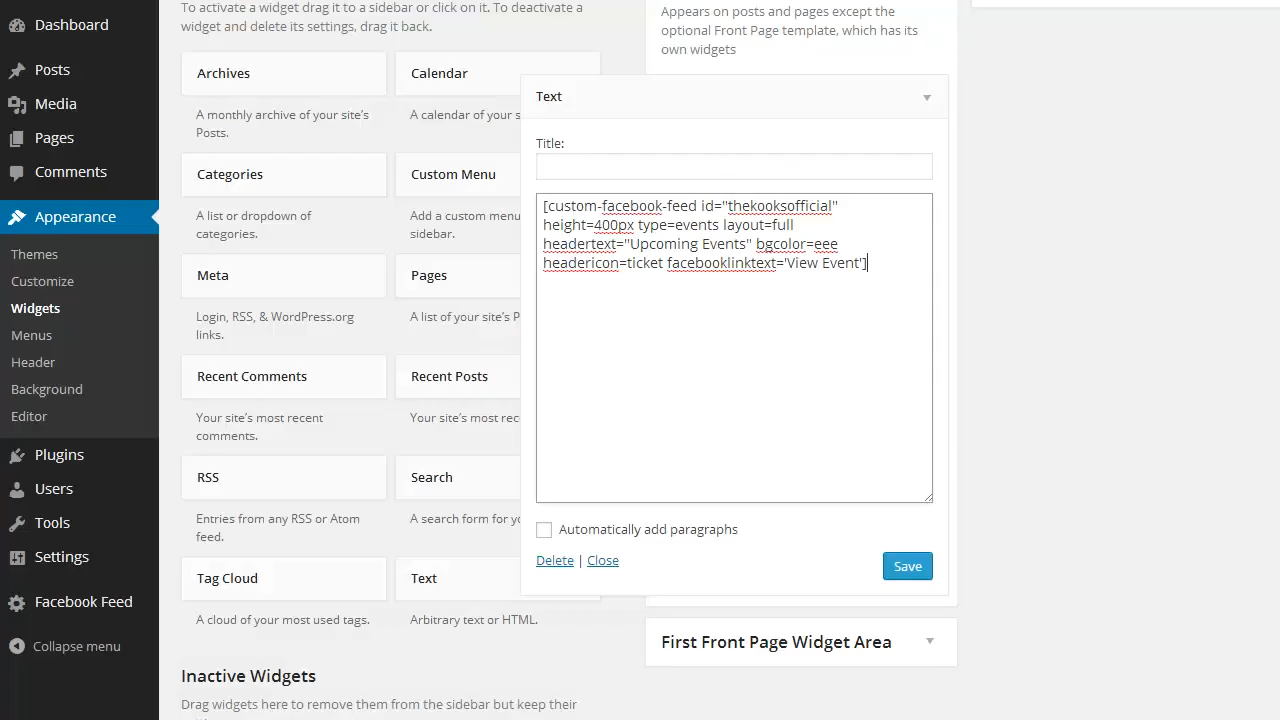 Dashboard
Posts
Media
Pages
Comments
Appearance
Themes
Customize
Widgets
Menus
Header
Background
Editor
Plugins
Users
Tools
Settings
Facebook Feed
Collapse menu
To activate a widget drag it to a sidebar or click on it. To deactivate a
widget and delete its settings, drag it back.
Archives
A monthly archive of your site's
Posts.
Calendar
A calendar of your s
Categories
A list or dropdown of
categories.
Custom Menu
Add a custom menu
sidebar.
Meta
Login, RSS, & WordPress.org
links.
Pages
A list of your site's P
Recent Comments
Your site's most recent
comments.
Recent Posts
Your site's most rec
RSS
Entries from any RSS or Atom
feed.
Search
A search form for yo
Tag Cloud
A cloud of your most used tags.
Text
Arbitrary text or HTML.
Inactive Widgets
Drag widgets here to remove them from the sidebar but keep their
Appears on posts and pages except the
optional Front Page template, which has its
own widgets
Text
Title:
[custom-facebook-feed id="thekooksofficial"
height=400px type=events layout=full
headertext="Upcoming Events" bgcolor=eee
headericon=ticket facebooklinktext='View Event']
Automatically add paragraphs
Delete | Close
Save
First Front Page Widget Area